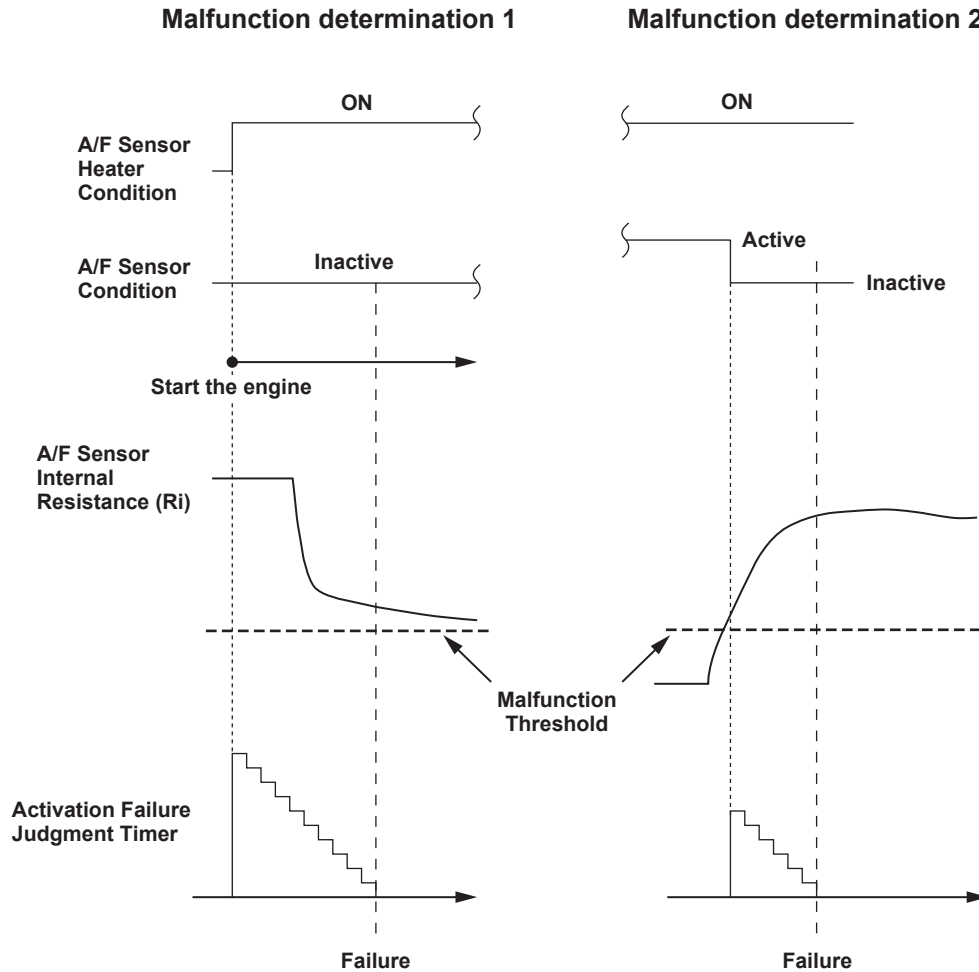 Malfunction determination 1
Malfunction determination 2
ON
ON
A/F Sensor
Heater
Condition
Active
A/F Sensor
Condition
Inactive
Inactive
Start the engine
A/F Sensor
Internal
Resistance (Ri)
Malfunction
Threshold
Activation Failure
Judgment Timer
Failure
Failure